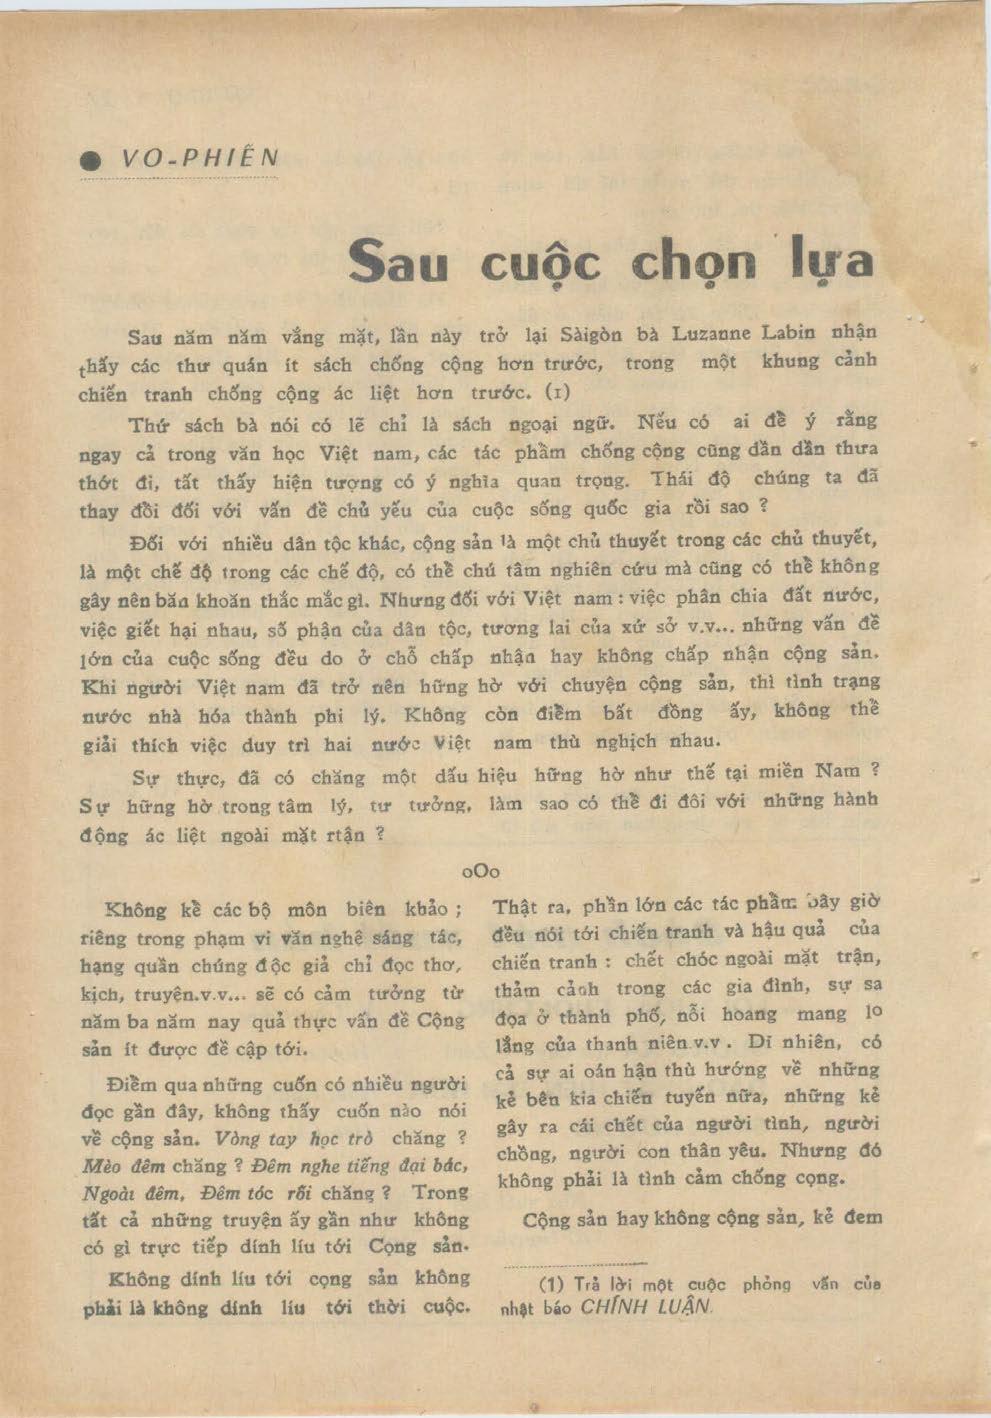 ● VO-PHIẾN
Sau cuộc chọn lựa
Sau năm năm vắng mặt, lần này trở lại Sàigòn bà Luzanne Labin nhận
thấy các thư quán ít sách chống cộng hơn trước, trong một khung cảnh
chiến tranh chống cộng ác liệt hơn trước. (1)
Thứ sách bà nói có lẽ chỉ là sách ngoại ngữ. Nếu có ai để ý rằng
ngay cả trong văn học Việt nam, các tác phẩm chống cộng cũng dần dần thưa
thớt đi, tất thấy hiện tượng có ý nghĩa quan trọng. Thái độ chúng ta đã
thay đổi đối với vấn đề chủ yếu của cuộc sống quốc gia rồi sao ?
Đối với nhiều dân tộc khác, cộng sản là một chủ thuyết trong các chủ thuyết,
là một chế độ trong các chế độ, có thể chú tâm nghiên cứu mà cũng có thể không
gây nên băn khoăn thắc mắc gì. Nhưng đối với Việt nam : việc phân chia đất nước,
việc giết hại nhau, số phận của dân tộc, tương lai của xứ sở v.v... những vấn đề
lớn của cuộc sống đều do ở chỗ chấp nhận hay không chấp nhận cộng sản.
Khi người Việt nam đã trở nên hững hờ với chuyện cộng sản, thì tình trạng
nước nhà hóa thành phi lý. Không còn điểm bất đồng ấy, không thể
giải thích việc duy trì hai nước Việt nam thù nghịch nhau.
Sự thực, đã có chăng một dấu hiệu hững hờ như thế tại miền Nam ?
Sự hững hờ trong tâm lý, tư tưởng, làm sao có thể đi đôi với những hành
động ác liệt ngoài mặt rtận ?
oOo
Không kể các bộ môn biên khảo ;
riêng trong phạm vi văn nghệ sáng tác,
hạng quần chúng độc giả chỉ đọc thơ,
kịch, truyện.v.v... sẽ có cảm tưởng từ
năm ba năm nay quả thực vấn đề Cộng
sản ít được đề cập tới.
Điểm qua những cuốn có nhiều người
đọc gần đây, không thấy cuốn nào nói
về cộng sản. Vòng tay học trò chăng ?
Mèo đêm chăng ? Đêm nghe tiếng đại bác,
Ngoài đêm, Đêm tóc rối chăng ? Trong
tất cả những truyện ấy gần như không
có gì trực tiếp dính líu tới Cọng sản.
Không dính líu tới cọng sản không
phải là không dính líu tới thời cuộc.
Thật ra, phần lớn các tác phẩm bây giờ
đều nói tới chiến tranh và hậu quả của
chiến tranh : chết chóc ngoài mặt trận,
thảm cảnh trong các gia đình, sự sa
đọa ở thành phố, nỗi hoang mang lo
lắng của thanh niên.v.v . Dĩ nhiên, có
cả sự ai oán hận thù hướng về những
kẻ bên kia chiến tuyến nữa, những kẻ
gây ra cái chết của người tình, người
chồng, người con thân yêu. Nhưng đó
không phải là tình cảm chống cọng.
Cộng sản hay không cộng sản, kẻ đem
(1) Trả lời một cuộc phỏng vấn của
nhật báo CHÍNH LUẬN.